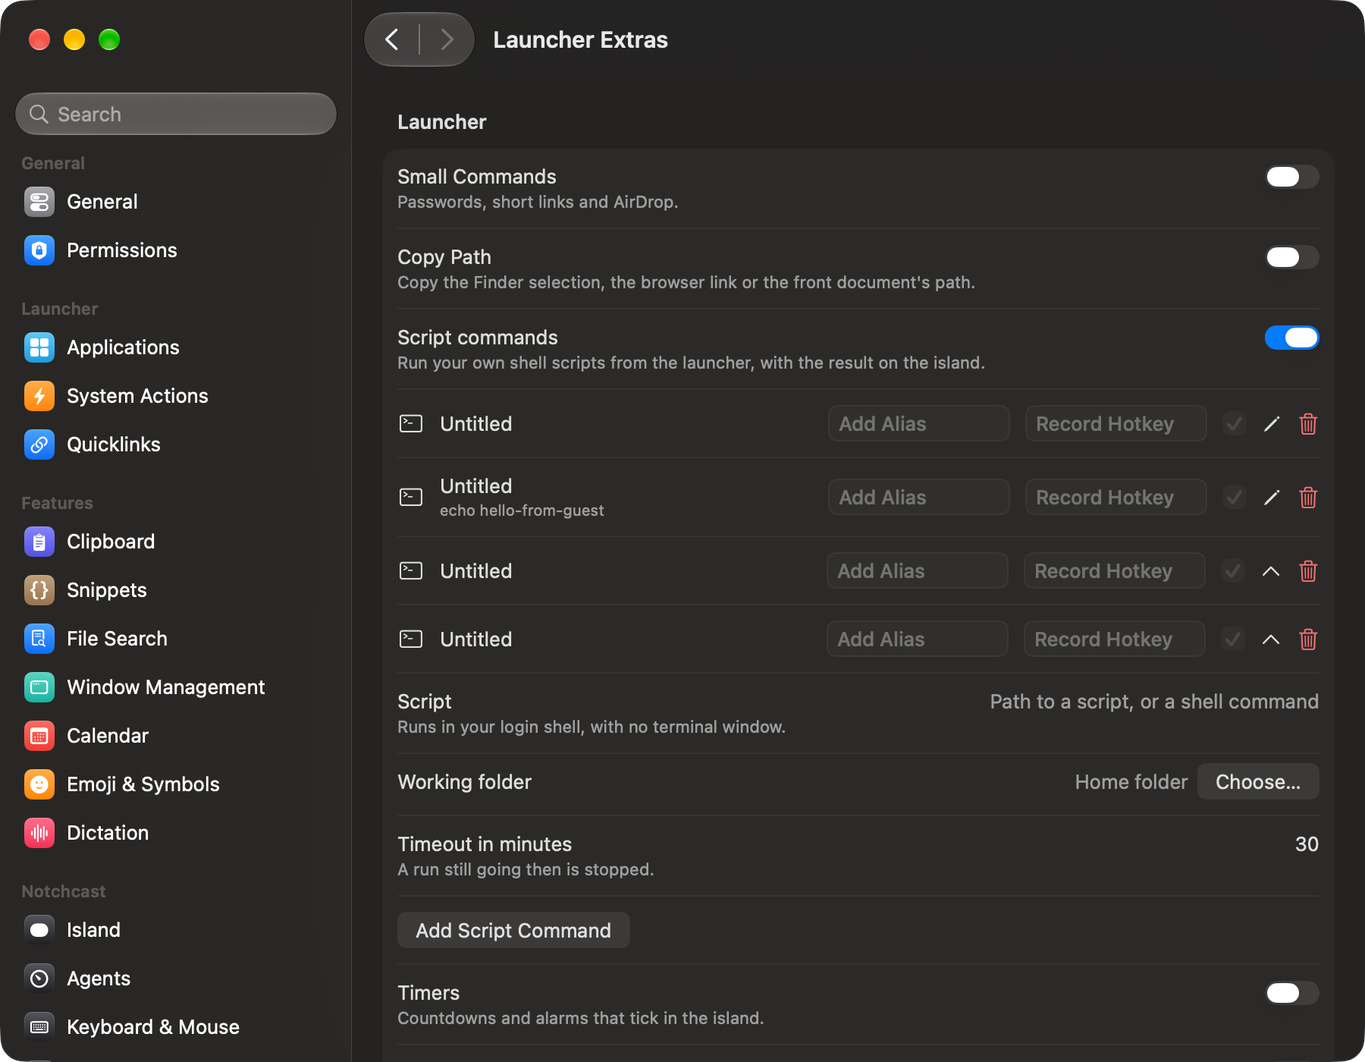 Launcher Extras
Search
General
General
Permissions
Launcher
Applications
System Actions
Quicklinks
Features
Clipboard
Snippets
File Search
Window Management
Calendar
Emoji & Symbols
Dictation
Notchcast
Island
Agents
Keyboard & Mouse
Launcher
Small Commands
Passwords, short links and AirDrop.
Copy Path
Copy the Finder selection, the browser link or the front document's path.
Script commands
Run your own shell scripts from the launcher, with the result on the island.
Untitled Add Alias Record Hotkey
Untitled Add Alias Record Hotkey
echo hello-from-guest
Untitled Add Alias Record Hotkey
Untitled Add Alias Record Hotkey
Script Path to a script, or a shell command
Runs in your login shell, with no terminal window.
Working folder Home folder Choose...
Timeout in minutes 30
A run still going then is stopped.
Add Script Command
Timers
Countdowns and alarms that tick in the island.